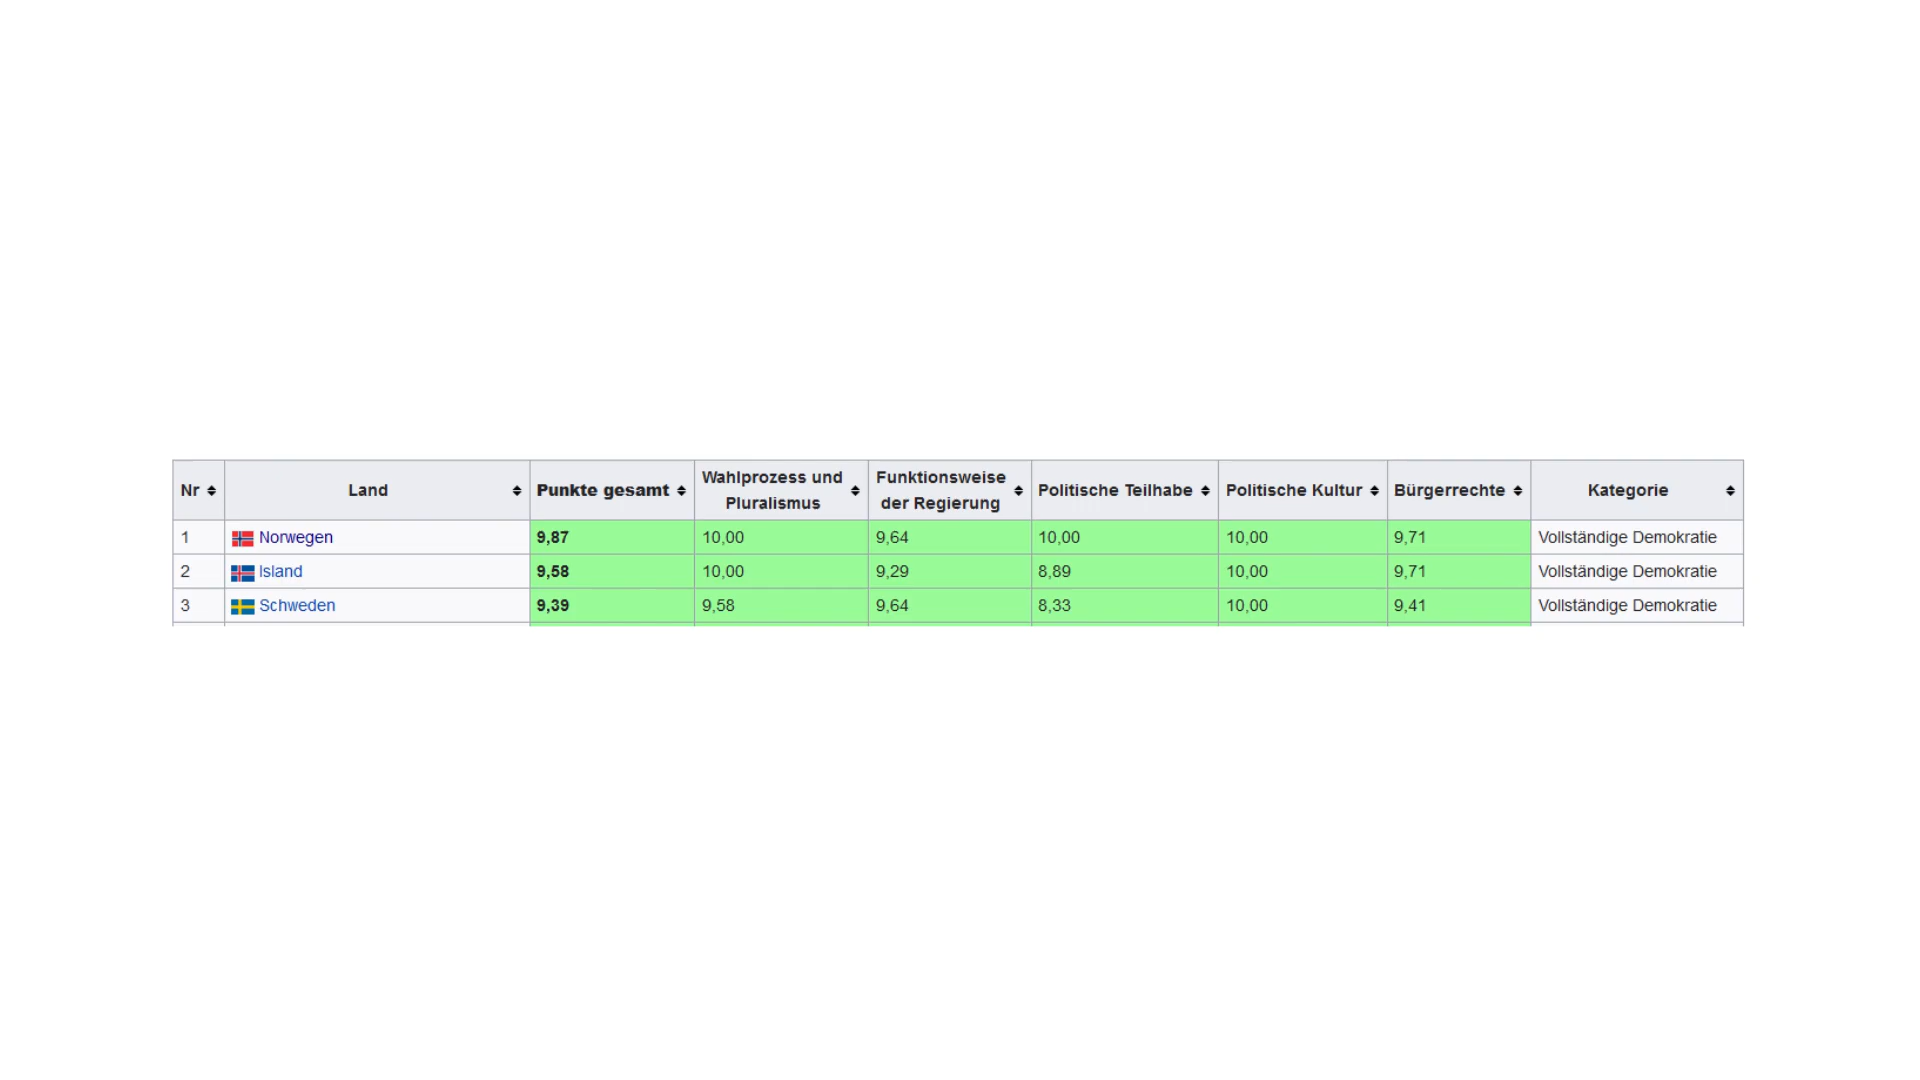 Nr Land Punkte gesamt Wahlprozess und Pluralismus Funktionsweise der Regierung Politische Teilhabe Politische Kultur Bürgerrechte Kategorie
1 Norwegen 9,87 10,00 9,64 10,00 10,00 9,71 Vollständige Demokratie
2 Island 9,58 10,00 9,29 8,89 10,00 9,71 Vollständige Demokratie
3 Schweden 9,39 9,58 9,64 8,33 10,00 9,41 Vollständige Demokratie